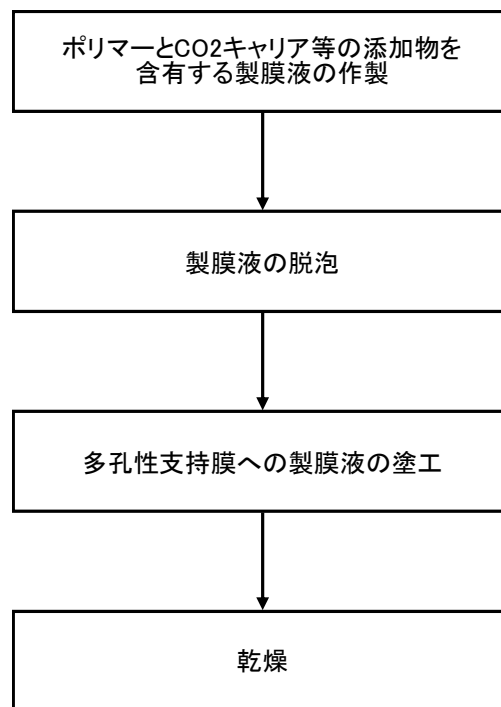 ポリマーとCO2キャリア等の添加物を
含有する製膜液の作製
製膜液の脱泡
多孔性支持膜への製膜液の塗工
乾燥